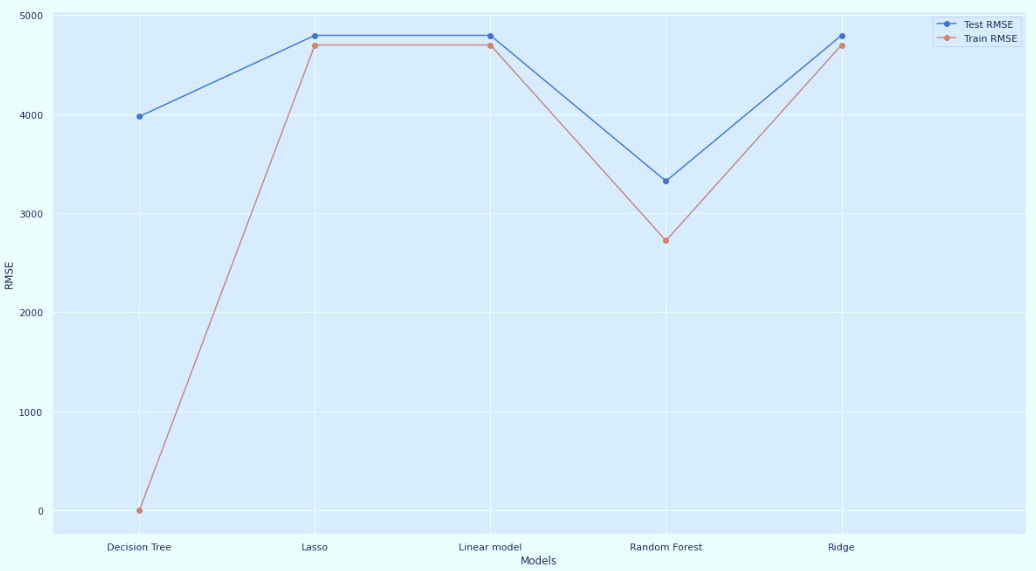 5000
Test RMSE
Train RMSE
4000
3000
RMSE
2000
1000
0
Decision Tree Lasso Linear model Random Forest Ridge
Models